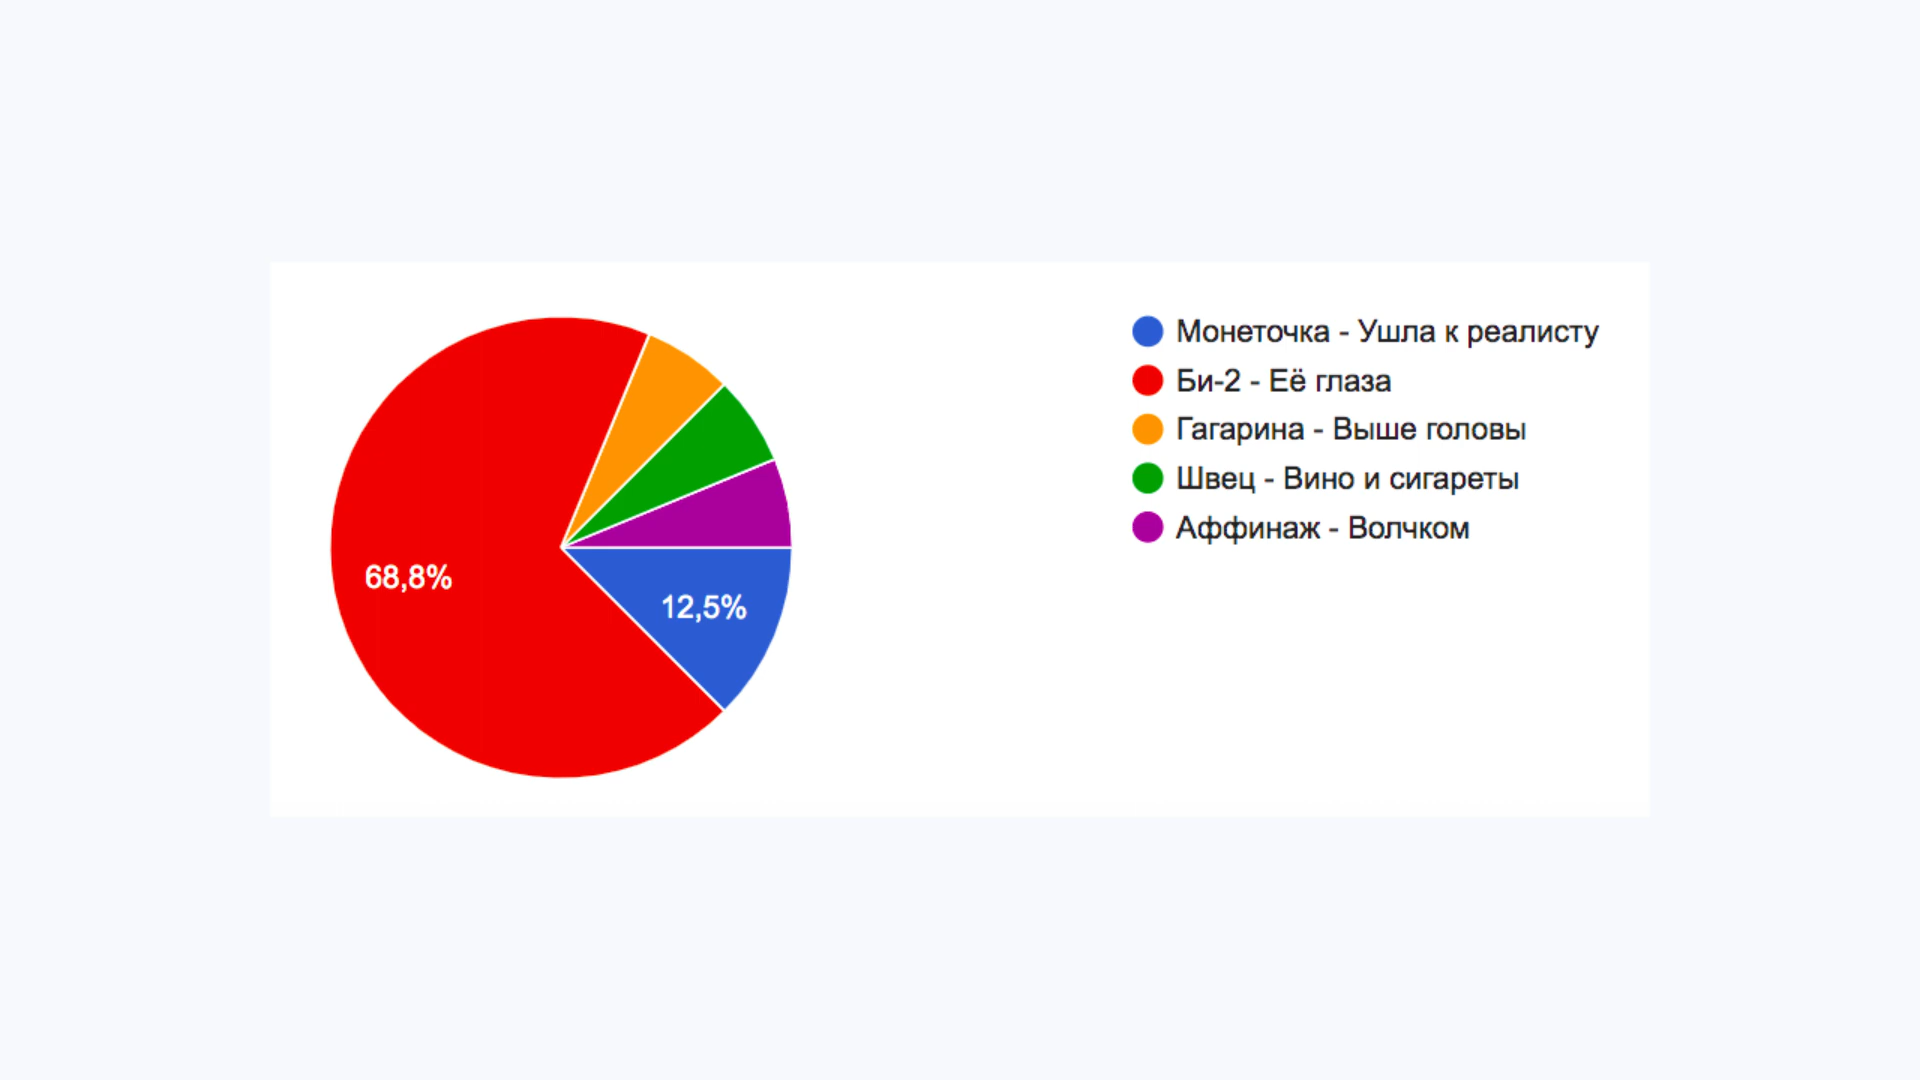 68,8%
12,5%
Монеточка - Ушла к реалисту
Би-2 - Её глаза
Гагарина - Выше головы
Швец - Вино и сигареты
Аффинаж - Волчком